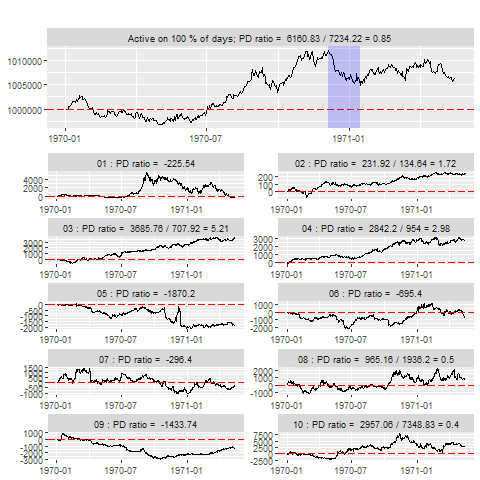 Active on 100 % of days; PD ratio = 6160.83 / 7234.22 = 0.85
1010000
1005000
1000000
1970-01 1970-07 1971-01
01 : PD ratio = -225.54
4000
2000
0
1970-01 1970-07 1971-01
02 : PD ratio = 231.92 / 134.64 = 1.72
200
100
0
1970-01 1970-07 1971-01
03 : PD ratio = 3685.76 / 707.92 = 5.21
3000
2000
1000
0
1970-01 1970-07 1971-01
04 : PD ratio = 2842.2 / 954 = 2.98
3000
2000
1000
0
1970-01 1970-07 1971-01
05 : PD ratio = -1870.2
0
-500
-1000
-1500
-2000
1970-01 1970-07 1971-01
06 : PD ratio = -695.4
1000
0
-1000
-2000
1970-01 1970-07 1971-01
07 : PD ratio = -296.4
1500
1000
500
0
-500
-1000
1970-01 1970-07 1971-01
08 : PD ratio = 965.16 / 1936.2 = 0.5
2000
1000
0
-1000
1970-01 1970-07 1971-01
09 : PD ratio = -1433.74
1000
0
-1000
-2000
-3000
1970-01 1970-07 1971-01
10 : PD ratio = 2957.06 / 7348.83 = 0.4
7500
5000
2500
0
-2500
1970-01 1970-07 1971-01